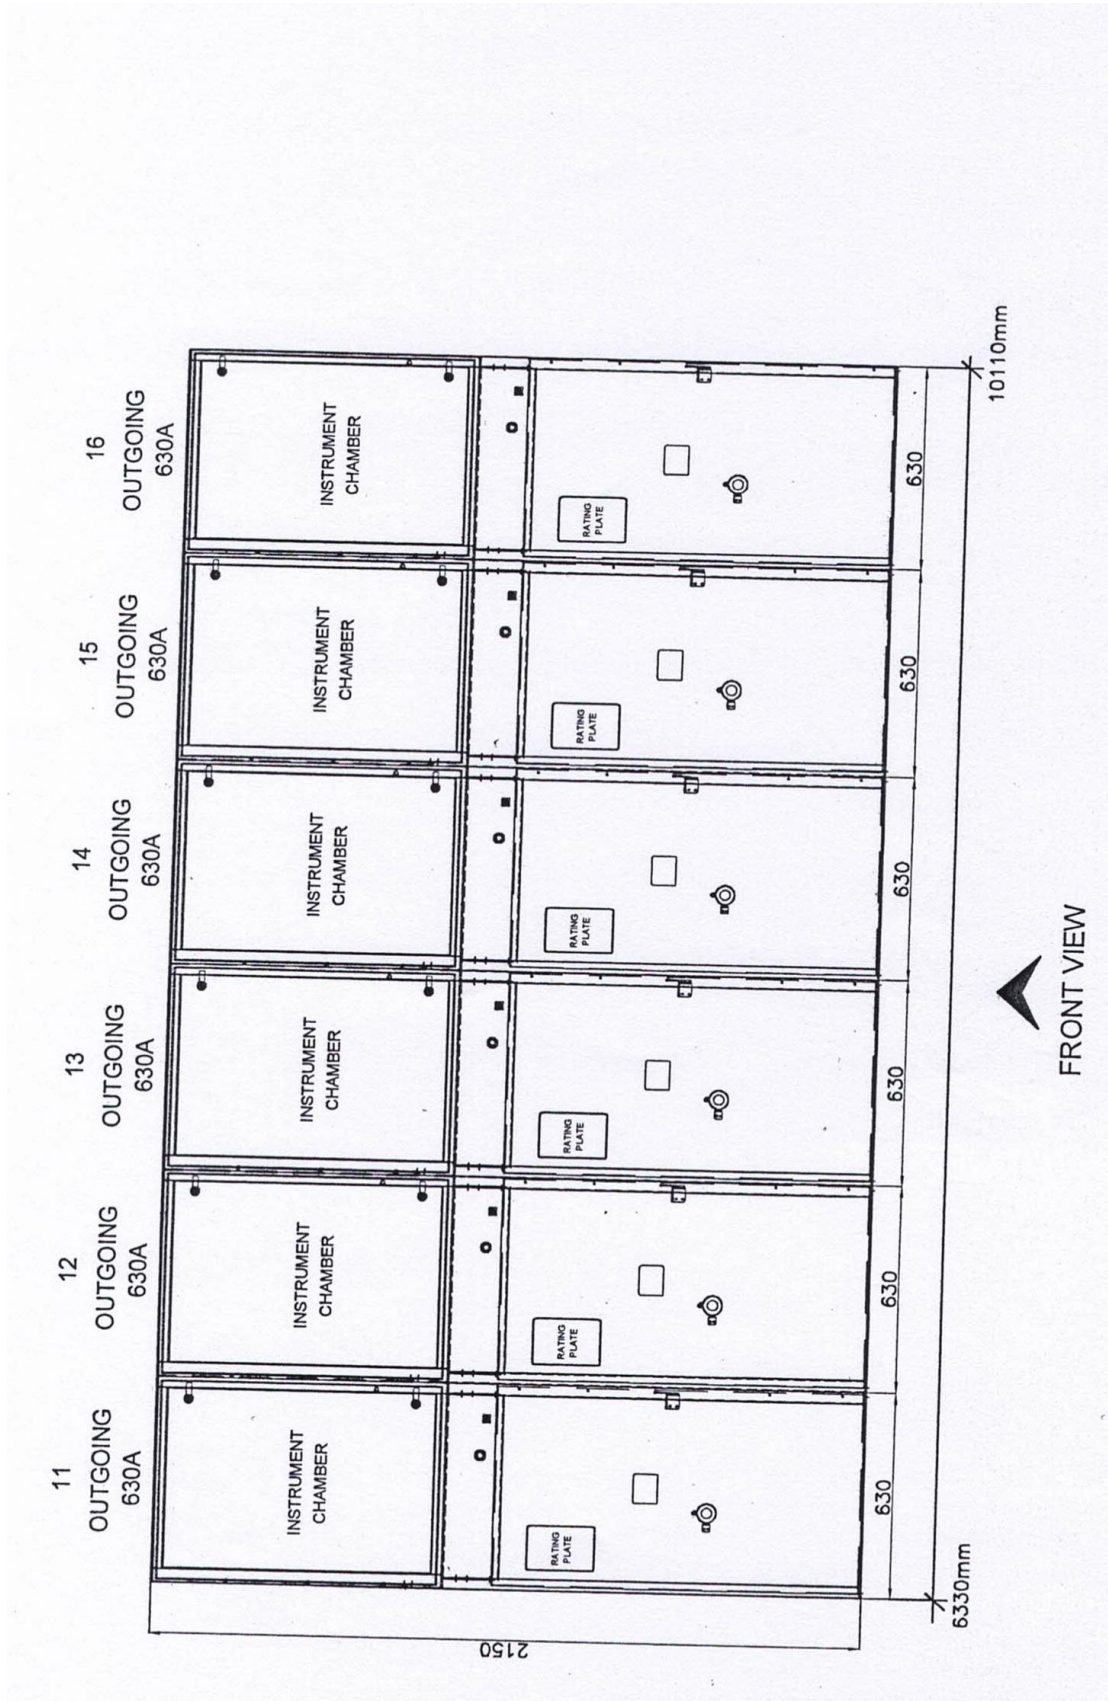 11
OUTGOING
630A
12
OUTGOING
630A
13
OUTGOING
630A
14
OUTGOING
630A
15
OUTGOING
630A
16
OUTGOING
630A
INSTRUMENT
CHAMBER
INSTRUMENT
CHAMBER
INSTRUMENT
CHAMBER
INSTRUMENT
CHAMBER
INSTRUMENT
CHAMBER
INSTRUMENT
CHAMBER
2150
RATING
PLATE
RATING
PLATE
RATING
PLATE
RATING
PLATE
RATING
PLATE
RATING
PLATE
630
630
630
630
630
630
6330mm
10110mm
FRONT VIEW